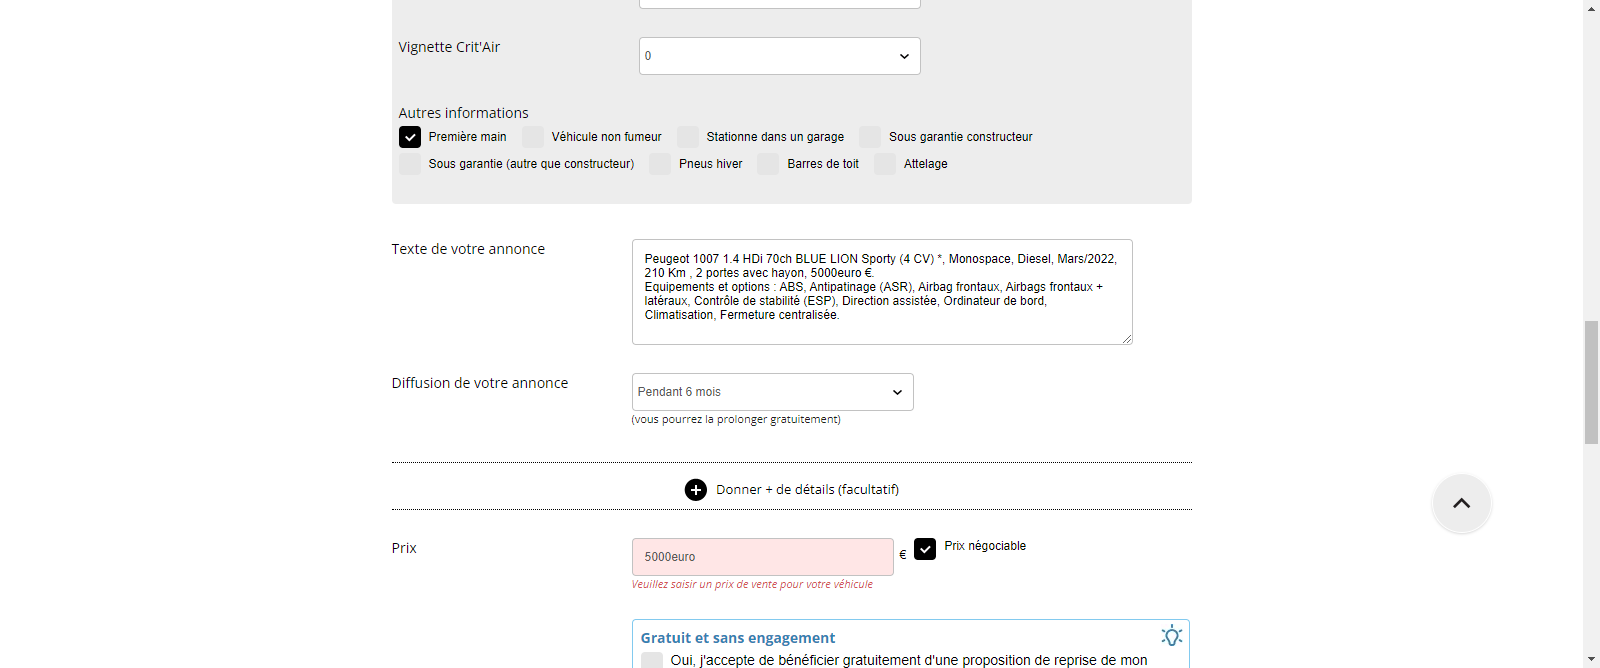 Vignette Crit'Air
0
Autres informations
Première main
Véhicule non fumeur
Stationne dans un garage
Sous garantie constructeur
Sous garantie (autre que constructeur)
Pneus hiver
Barres de toit
Attelage
Texte de votre annonce
Peugeot 1007 1.4 HDi 70ch BLUE LION Sporty (4 CV) *, Monospace, Diesel, Mars/2022,
210 Km , 2 portes avec hayon, 5000euro €.
Equipements et options : ABS, Antipatinage (ASR), Airbag frontaux, Airbags frontaux +
latéraux, Contrôle de stabilité (ESP), Direction assistée, Ordinateur de bord,
Climatisation, Fermeture centralisée.
Diffusion de votre annonce
Pendant 6 mois
(vous pourrez la prolonger gratuitement)
Donner + de détails (facultatif)
Prix
5000euro
€
Prix négociable
Veuillez saisir un prix de vente pour votre véhicule
Gratuit et sans engagement
Oui, j'accepte de bénéficier gratuitement d'une proposition de reprise de mon